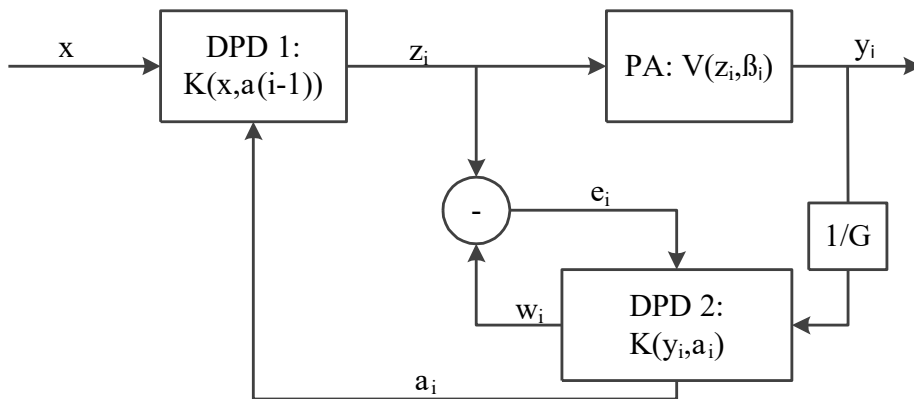 x
DPD 1:
K(x,a(i-1))
zᵢ
PA: V(zᵢ,ßᵢ)
yᵢ
-
eᵢ
1/G
wᵢ
DPD 2:
K(yᵢ,aᵢ)
aᵢ